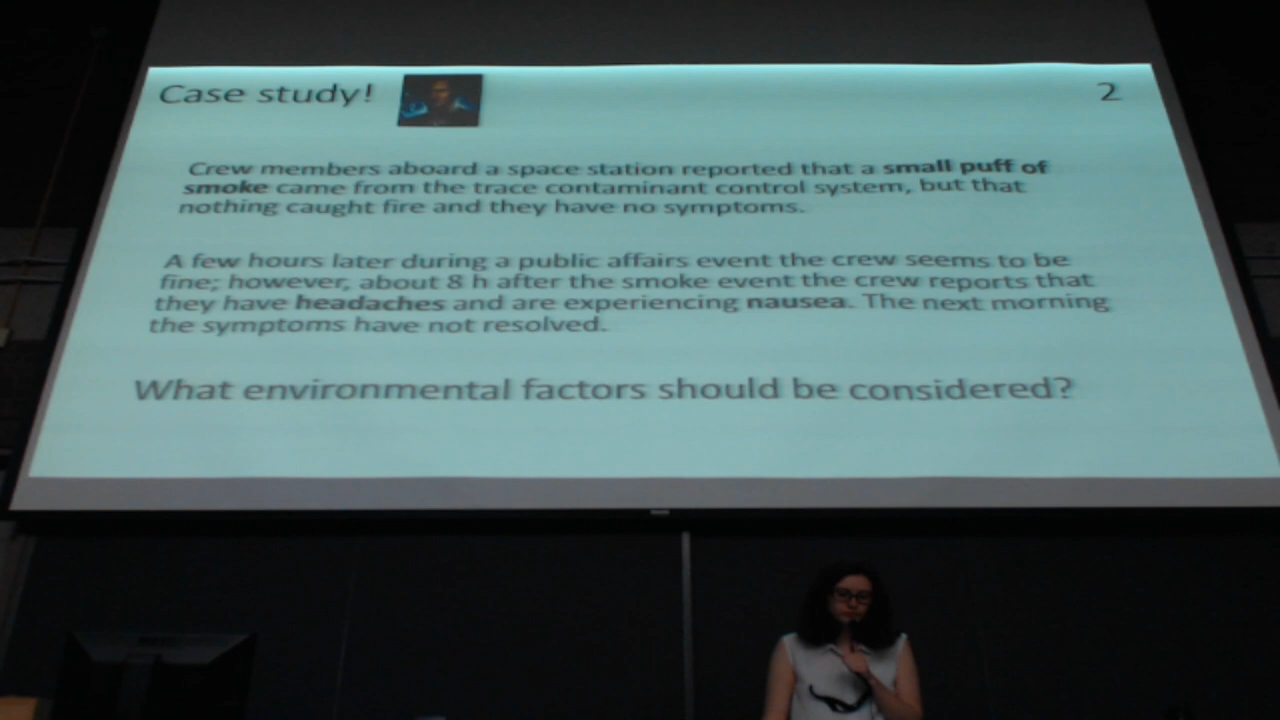 Case study!
2
Crew members aboard a space station reported that a small puff of
smoke came from the trace contaminant control system, but that
nothing caught fire and they have no symptoms.
A few hours later during a public affairs event the crew seems to be
fine; however, about 8 h after the smoke event the crew reports that
they have headaches and are experiencing nausea. The next morning
the symptoms have not resolved.
What environmental factors should be considered?